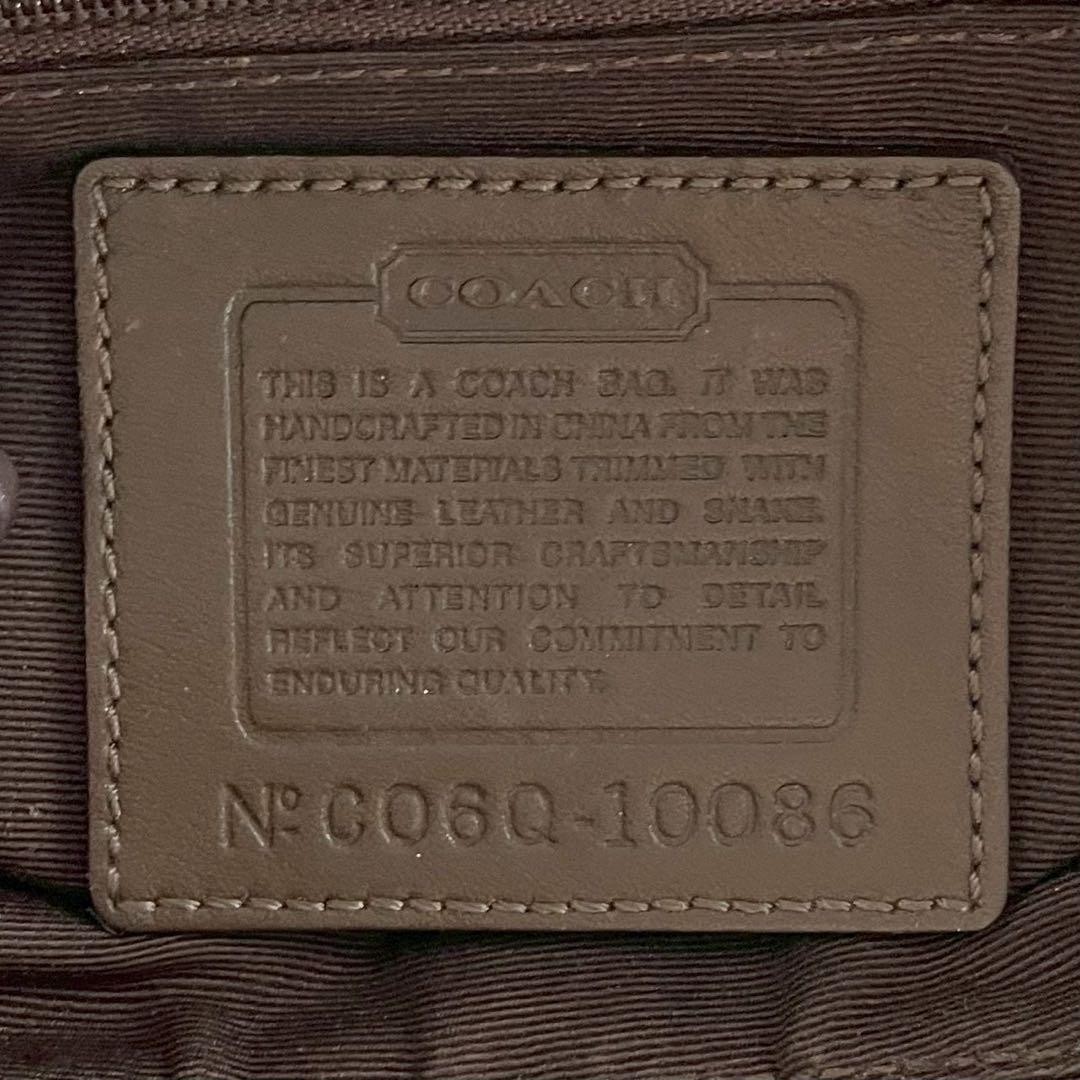 COACH
THIS IS A COACH BAG. IT WAS
HANDCRAFTED IN CHINA FROM THE
FINEST MATERIALS TRIMMED WITH
GENUINE LEATHER AND SNAKE.
ITS SUPERIOR CRAFTSMANSHIP
AND ATTENTION TO DETAIL
REFLECT OUR COMMITMENT TO
ENDURING QUALITY.
Nº C06Q-10086